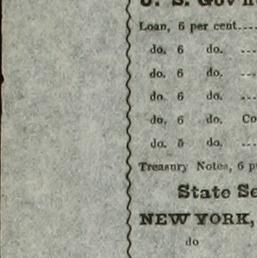 U. S. Gov'
Loan, 6 per cent....
do. 6 do. ...
do. 6 do. ..
do. 6 do. ...
do. 6 do. Co
do. 5 do. ...
Treasury Notes, 6 p
State Se
NEW YORK,
do